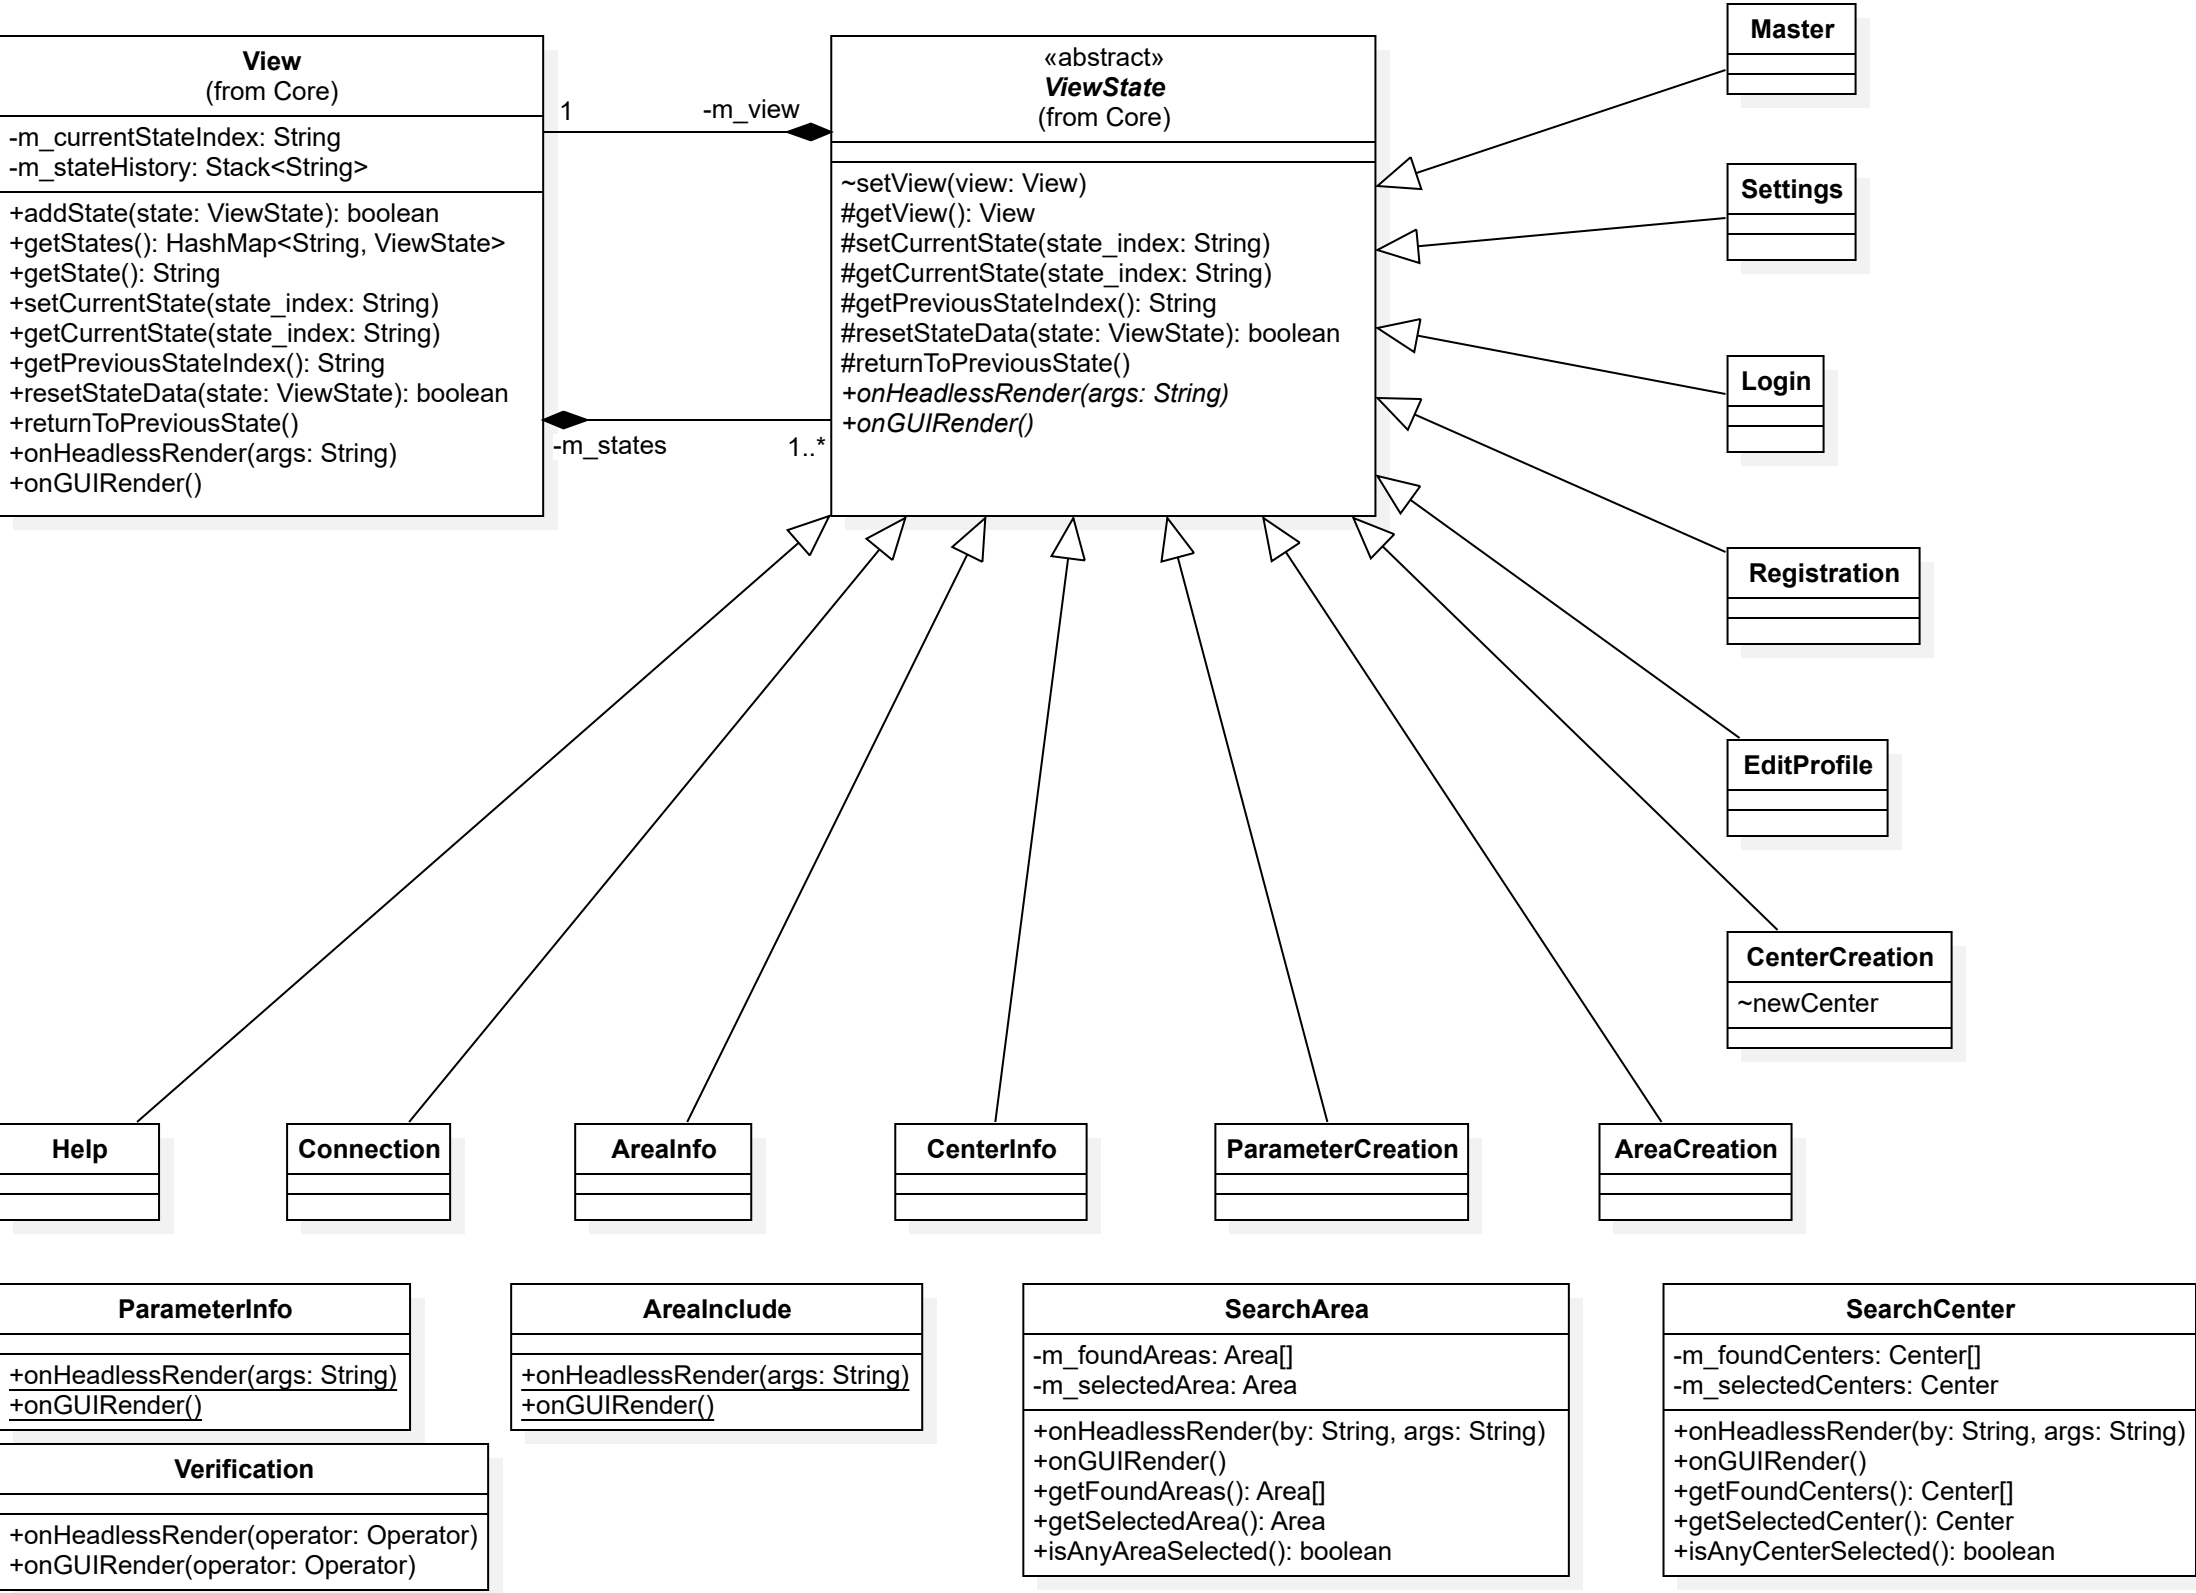 View
(from Core)
-m_currentStateIndex: String
-m_stateHistory: Stack<String>
+addState(state: ViewState): boolean
+getStates(): HashMap<String, ViewState>
+getState(): String
+setCurrentState(state_index: String)
+getCurrentState(state_index: String)
+getPreviousStateIndex(): String
+resetStateData(state: ViewState): boolean
+returnToPreviousState()
+onHeadlessRender(args: String)
+onGUIRender()
1
-m_view
-m_states
1..*
«abstract»
ViewState
(from Core)
~setView(view: View)
#getView(): View
#setCurrentState(state_index: String)
#getCurrentState(state_index: String)
#getPreviousStateIndex(): String
#resetStateData(state: ViewState): boolean
#returnToPreviousState()
+onHeadlessRender(args: String)
+onGUIRender()
Master
Settings
Login
Registration
EditProfile
CenterCreation
~newCenter
Help
Connection
AreaInfo
CenterInfo
ParameterCreation
AreaCreation
ParameterInfo
+onHeadlessRender(args: String)
+onGUIRender()
AreaInclude
+onHeadlessRender(args: String)
+onGUIRender()
SearchArea
-m_foundAreas: Area[]
-m_selectedArea: Area
+onHeadlessRender(by: String, args: String)
+onGUIRender()
+getFoundAreas(): Area[]
+getSelectedArea(): Area
+isAnyAreaSelected(): boolean
SearchCenter
-m_foundCenters: Center[]
-m_selectedCenters: Center
+onHeadlessRender(by: String, args: String)
+onGUIRender()
+getFoundCenters(): Center[]
+getSelectedCenter(): Center
+isAnyCenterSelected(): boolean
Verification
+onHeadlessRender(operator: Operator)
+onGUIRender(operator: Operator)